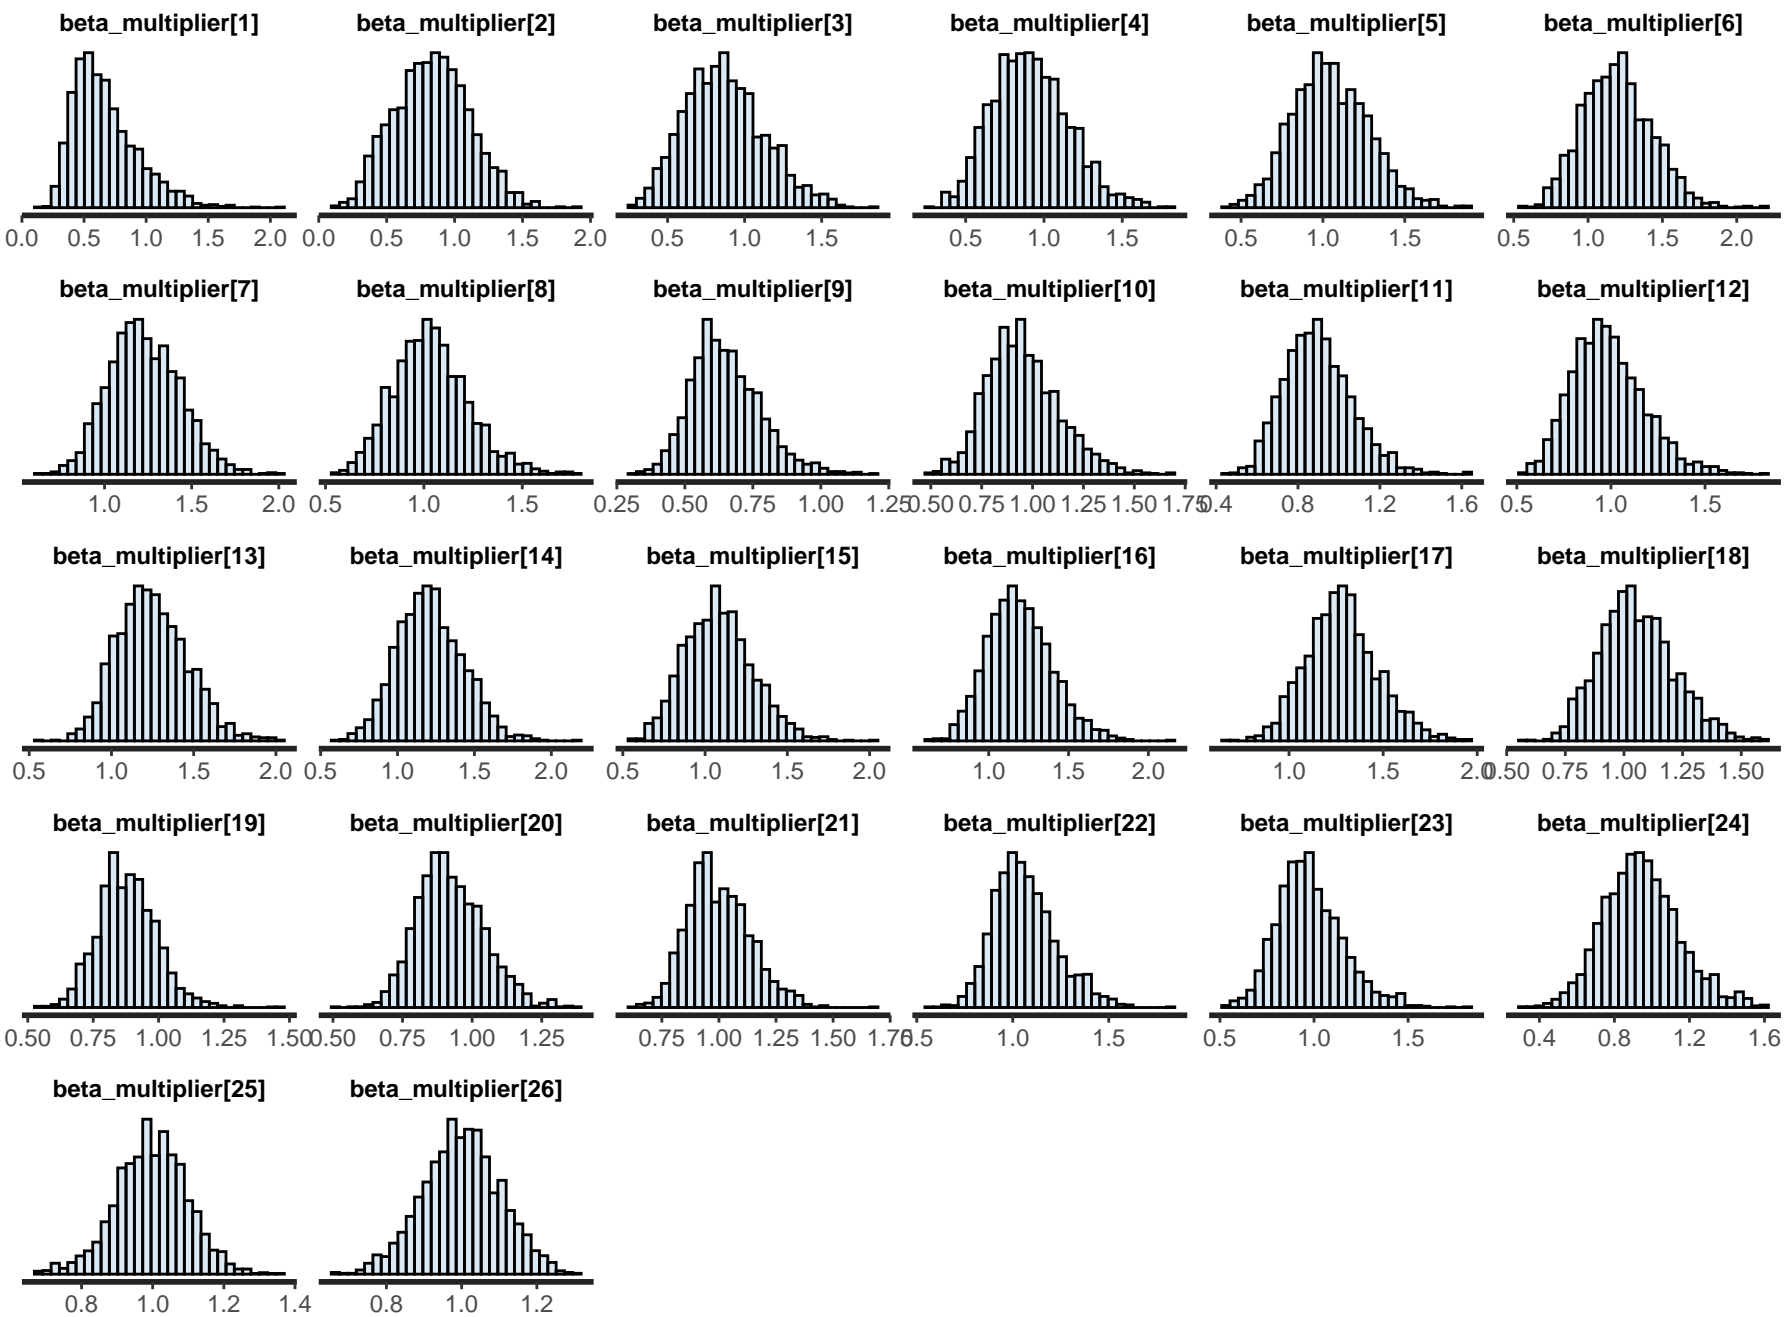 beta_multiplier[1] beta_multiplier[2] beta_multiplier[3] beta_multiplier[4] beta_multiplier[5] beta_multiplier[6]
0.0 0.5 1.0 1.5 2.0 0.0 0.5 1.0 1.5 2.0 0.5 1.0 1.5 0.5 1.0 1.5 0.5 1.0 1.5 0.5 1.0 1.5 2.0
beta_multiplier[7] beta_multiplier[8] beta_multiplier[9] beta_multiplier[10] beta_multiplier[11] beta_multiplier[12]
1.0 1.5 2.0 0.5 1.0 1.5 0.25 0.50 0.75 1.00 1.25 0.50 0.75 1.00 1.25 1.50 1.75 0.4 0.8 1.2 1.6 0.5 1.0 1.5
beta_multiplier[13] beta_multiplier[14] beta_multiplier[15] beta_multiplier[16] beta_multiplier[17] beta_multiplier[18]
0.5 1.0 1.5 2.0 0.5 1.0 1.5 2.0 0.5 1.0 1.5 2.0 1.0 1.5 2.0 1.0 1.5 2.0 0.50 0.75 1.00 1.25 1.50
beta_multiplier[19] beta_multiplier[20] beta_multiplier[21] beta_multiplier[22] beta_multiplier[23] beta_multiplier[24]
0.50 0.75 1.00 1.25 1.50 0.50 0.75 1.00 1.25 0.75 1.00 1.25 1.50 1.75 0.5 1.0 1.5 0.5 1.0 1.5 0.4 0.8 1.2 1.6
beta_multiplier[25] beta_multiplier[26]
0.8 1.0 1.2 1.4 0.8 1.0 1.2